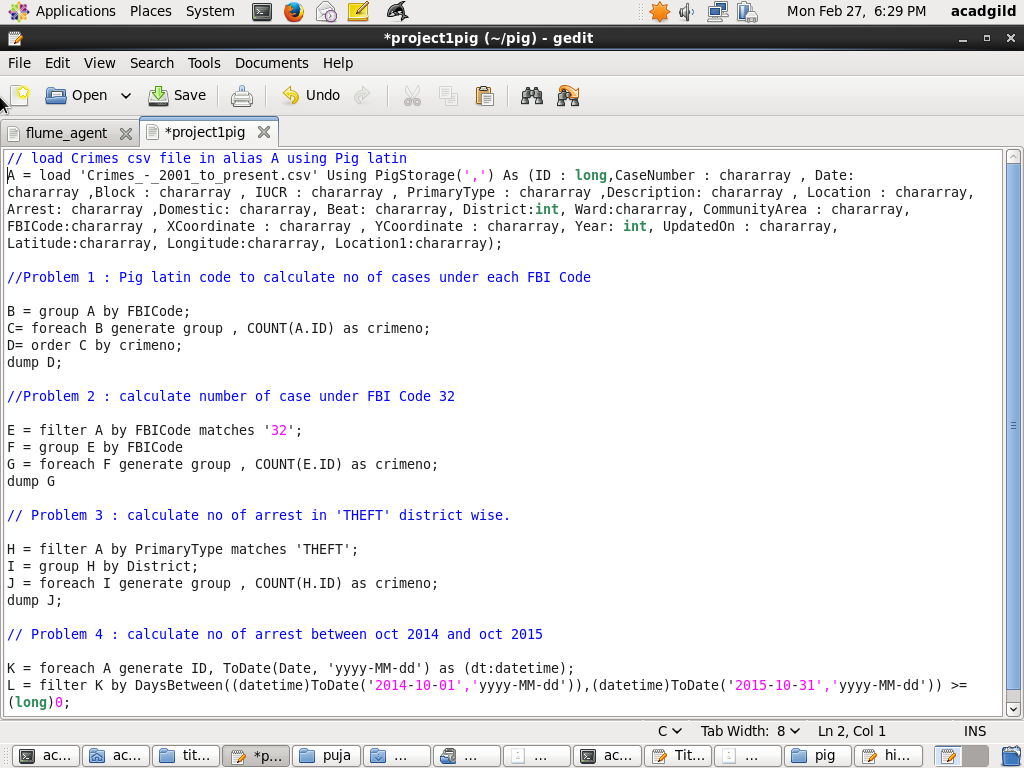 Applications Places System Mon Feb 27, 6:29 PM acadgild
*project1pig (~/pig) - gedit
File Edit View Search Tools Documents Help
Open Save Undo
flume_agent *project1pig
// load Crimes csv file in alias A using Pig latin
A = load 'Crimes_-_2001_to_present.csv' Using PigStorage(',') As (ID : long,CaseNumber : chararray , Date:
chararray ,Block : chararray , IUCR : chararray , PrimaryType : chararray ,Description: chararray , Location : chararray,
Arrest: chararray ,Domestic: chararray, Beat: chararray, District:int, Ward:chararray, CommunityArea : chararray,
FBICode:chararray , XCoordinate : chararray , YCoordinate : chararray, Year: int, UpdatedOn : chararray,
Latitude:chararray, Longitude:chararray, Location1:chararray);
//Problem 1 : Pig latin code to calculate no of cases under each FBI Code
B = group A by FBICode;
C= foreach B generate group , COUNT(A.ID) as crimeno;
D= order C by crimeno;
dump D;
//Problem 2 : calculate number of case under FBI Code 32
E = filter A by FBICode matches '32';
F = group E by FBICode
G = foreach F generate group , COUNT(E.ID) as crimeno;
dump G
// Problem 3 : calculate no of arrest in 'THEFT' district wise.
H = filter A by PrimaryType matches 'THEFT';
I = group H by District;
J = foreach I generate group , COUNT(H.ID) as crimeno;
dump J;
// Problem 4 : calculate no of arrest between oct 2014 and oct 2015
K = foreach A generate ID, ToDate(Date, 'yyyy-MM-dd') as (dt:datetime);
L = filter K by DaysBetween((datetime)ToDate('2014-10-01','yyyy-MM-dd')),(datetime)ToDate('2015-10-31','yyyy-MM-dd')) >=
(long)0;
C Tab Width: 8 Ln 2, Col 1 INS
ac... ac... tit... *p... puja ... ... ... ac... Tit... ... pig hi...